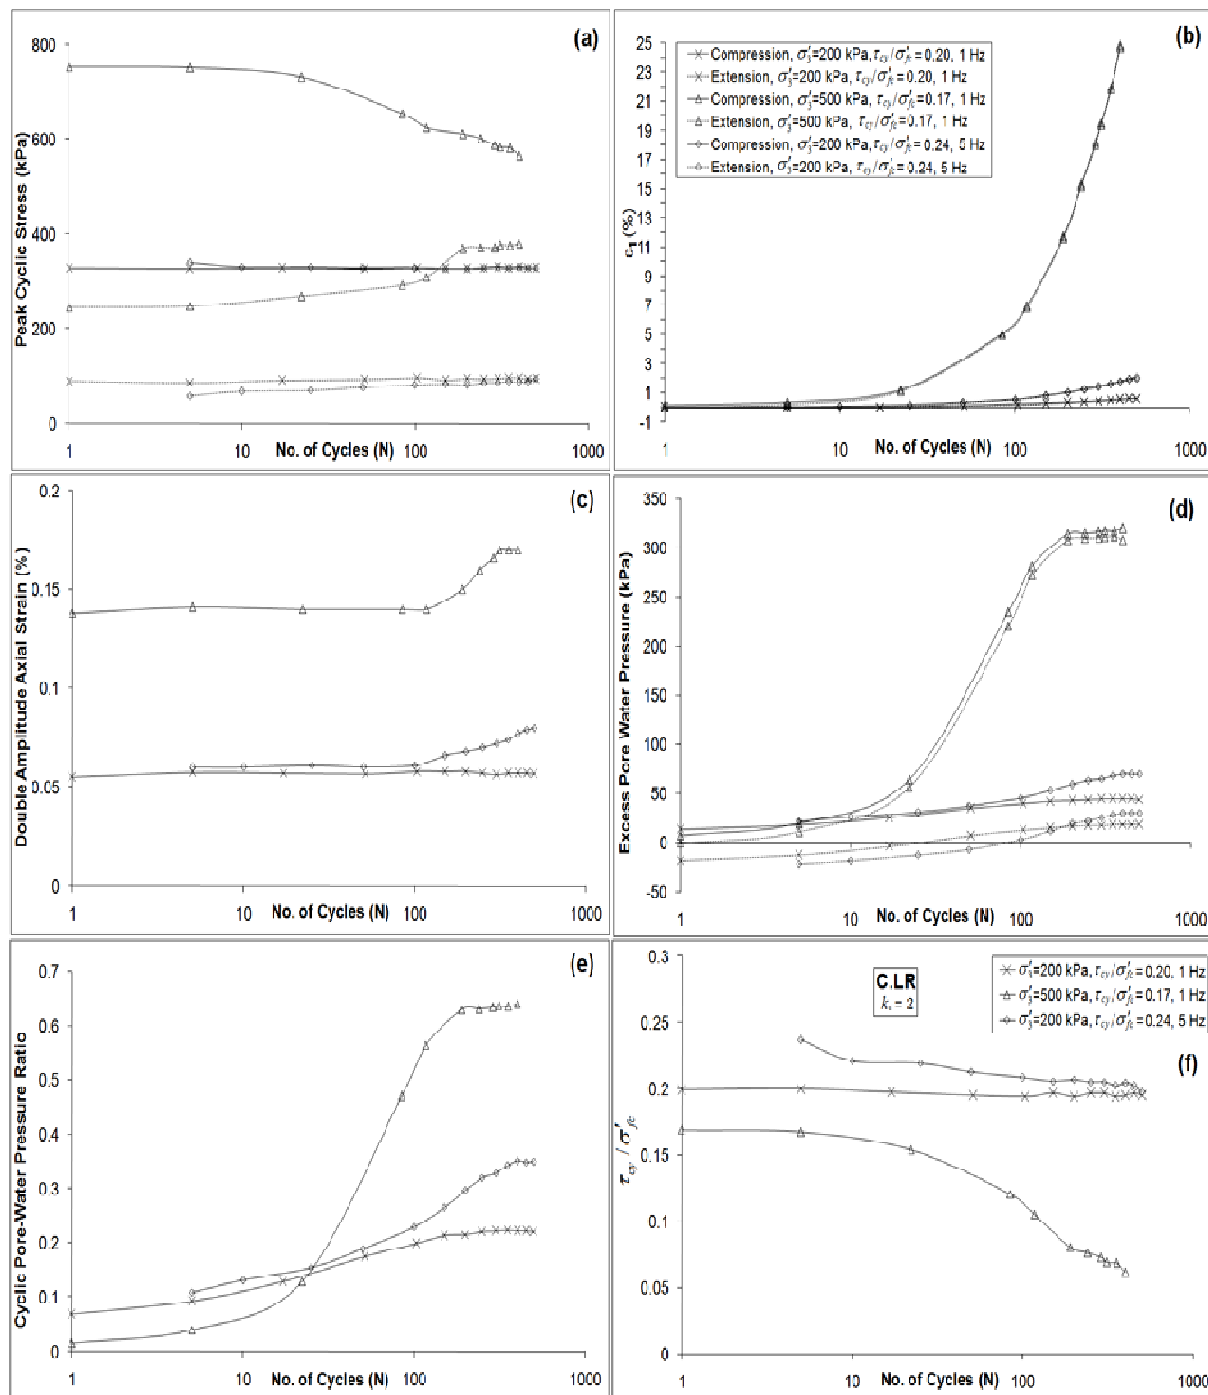 (a)
Peak Cyclic Stress (kPa)
800
600
400
200
0
1
10
100
1000
No. of Cycles (N)
(b)
ε₁ (%)
25
23
21
19
17
15
13
11
9
7
5
3
1
-1
Compression, σ′₃=200 kPa, τcy/σ′fc=0.20, 1 Hz
Extension, σ′₃=200 kPa, τcy/σ′fc=0.20, 1 Hz
Compression, σ′₃=500 kPa, τcy/σ′fc=0.17, 1 Hz
Extension, σ′₃=500 kPa, τcy/σ′fc=0.17, 1 Hz
Compression, σ′₃=200 kPa, τcy/σ′fc=0.24, 5 Hz
Extension, σ′₃=200 kPa, τcy/σ′fc=0.24, 5 Hz
1
10
100
1000
No. of Cycles (N)
(c)
Double Amplitude Axial Strain (%)
0.2
0.15
0.1
0.05
0
1
10
100
1000
No. of Cycles (N)
(d)
Excess Pore Water Pressure (kPa)
350
300
250
200
150
100
50
0
-50
1
10
100
1000
No. of Cycles (N)
(e)
Cyclic Pore-Water Pressure Ratio
0.7
0.6
0.5
0.4
0.3
0.2
0.1
0
1
10
100
1000
No. of Cycles (N)
(f)
τcy / σ′fc
0.3
0.25
0.2
0.15
0.1
0.05
0
C.LR
σ′₃=200 kPa, τcy/σ′fc=0.20, 1 Hz
σ′₃=500 kPa, τcy/σ′fc=0.17, 1 Hz
σ′₃=200 kPa, τcy/σ′fc=0.24, 5 Hz
1
10
100
1000
No. of Cycles (N)